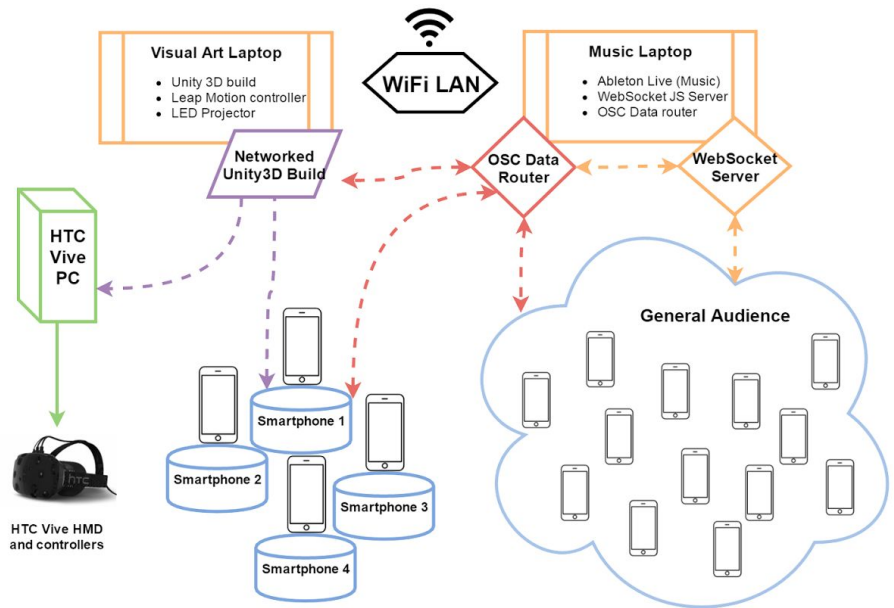 Visual Art Laptop
Unity 3D build
Leap Motion controller
LED Projector
WiFi LAN
Music Laptop
Ableton Live (Music)
WebSocket JS Server
OSC Data router
Networked
Unity3D Build
OSC Data
Router
WebSocket
Server
HTC
Vive
PC
General Audience
Smartphone 1
Smartphone 2
Smartphone 3
Smartphone 4
hTC
HTC Vive HMD
and controllers